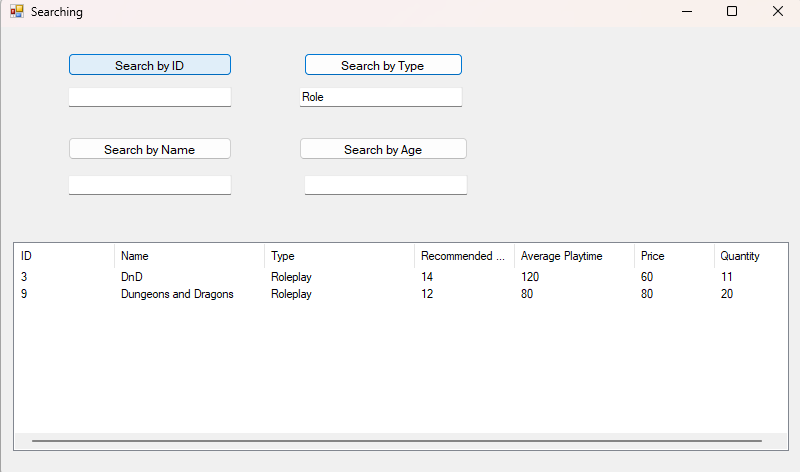 Searching
Search by ID Search by Type
Role
Search by Name Search by Age
ID Name Type Recommended ... Average Playtime Price Quantity
3 DnD Roleplay 14 120 60 11
9 Dungeons and Dragons Roleplay 12 80 80 20